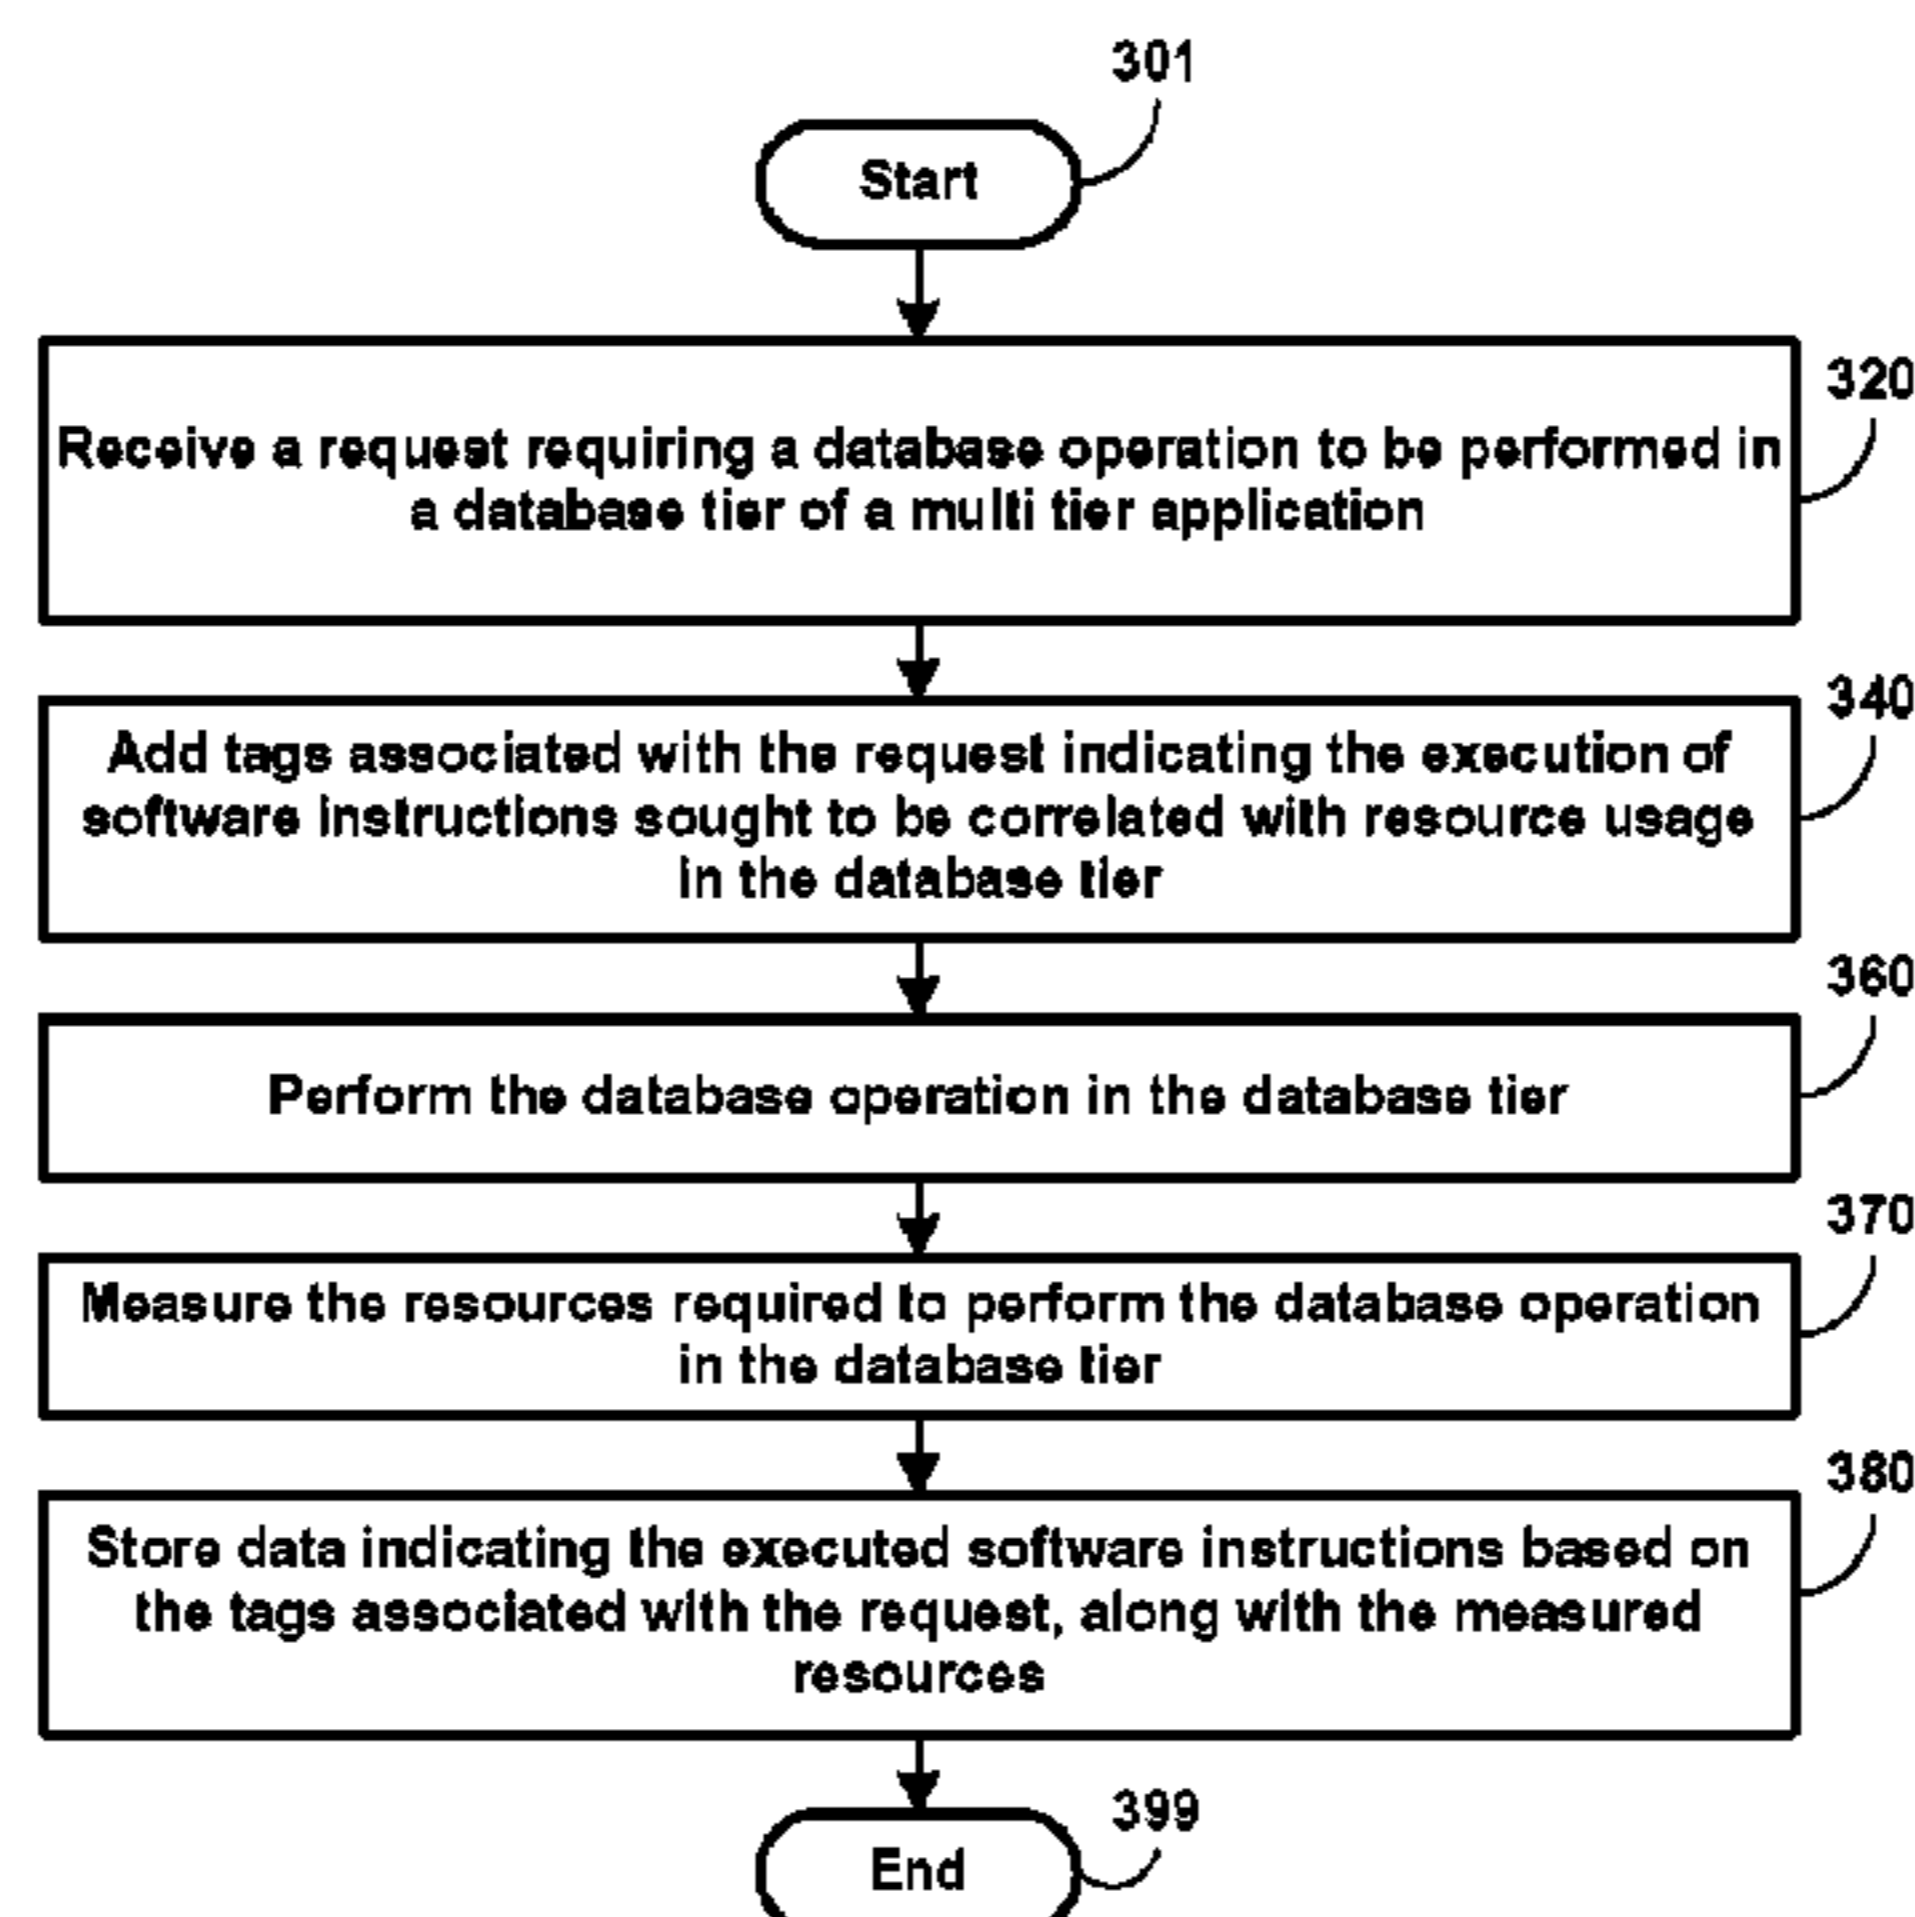 301
Start
320
Receive a request requiring a database operation to be performed in
a database tier of a multi tier application
340
Add tags associated with the request indicating the execution of
software instructions sought to be correlated with resource usage
in the database tier
360
Perform the database operation in the database tier
370
Measure the resources required to perform the database operation
in the database tier
380
Store data indicating the executed software instructions based on
the tags associated with the request, along with the measured
resources
399
End